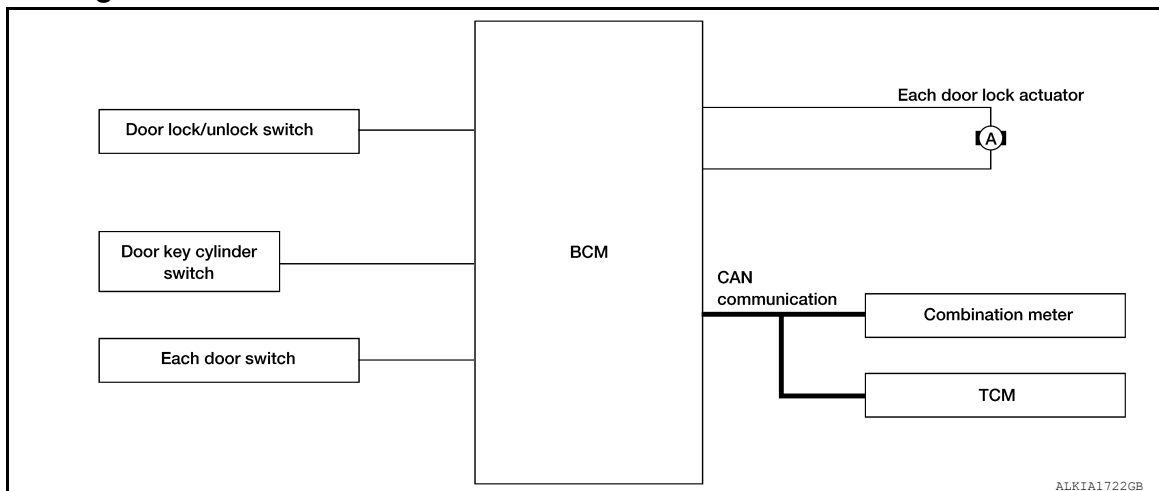 Each door lock actuator
Door lock/unlock switch
A
Door key cylinder
switch
BCM
CAN
communication
Combination meter
Each door switch
TCM
ALKIA1722GB